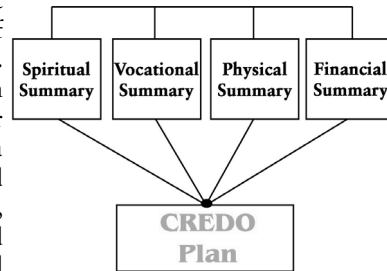 Spiritual Summary
Vocational Summary
Physical Summary
Financial Summary
CREDO
Plan